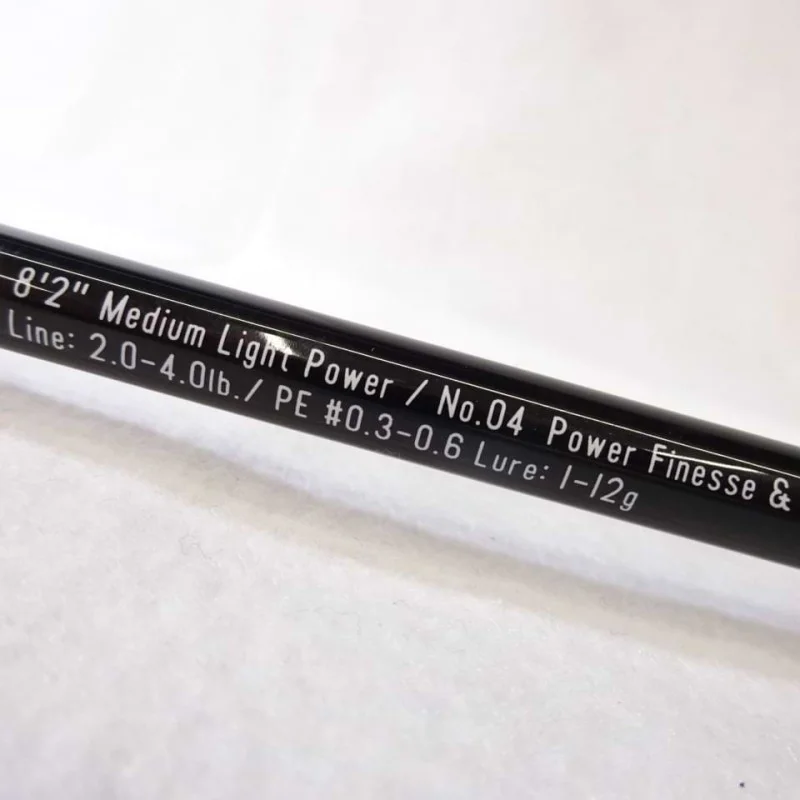 8'2" Medium Light Power / No.04 Power Finesse &
Line: 2.0-4.0lb./ PE #0.3-0.6 Lure: 1-12g